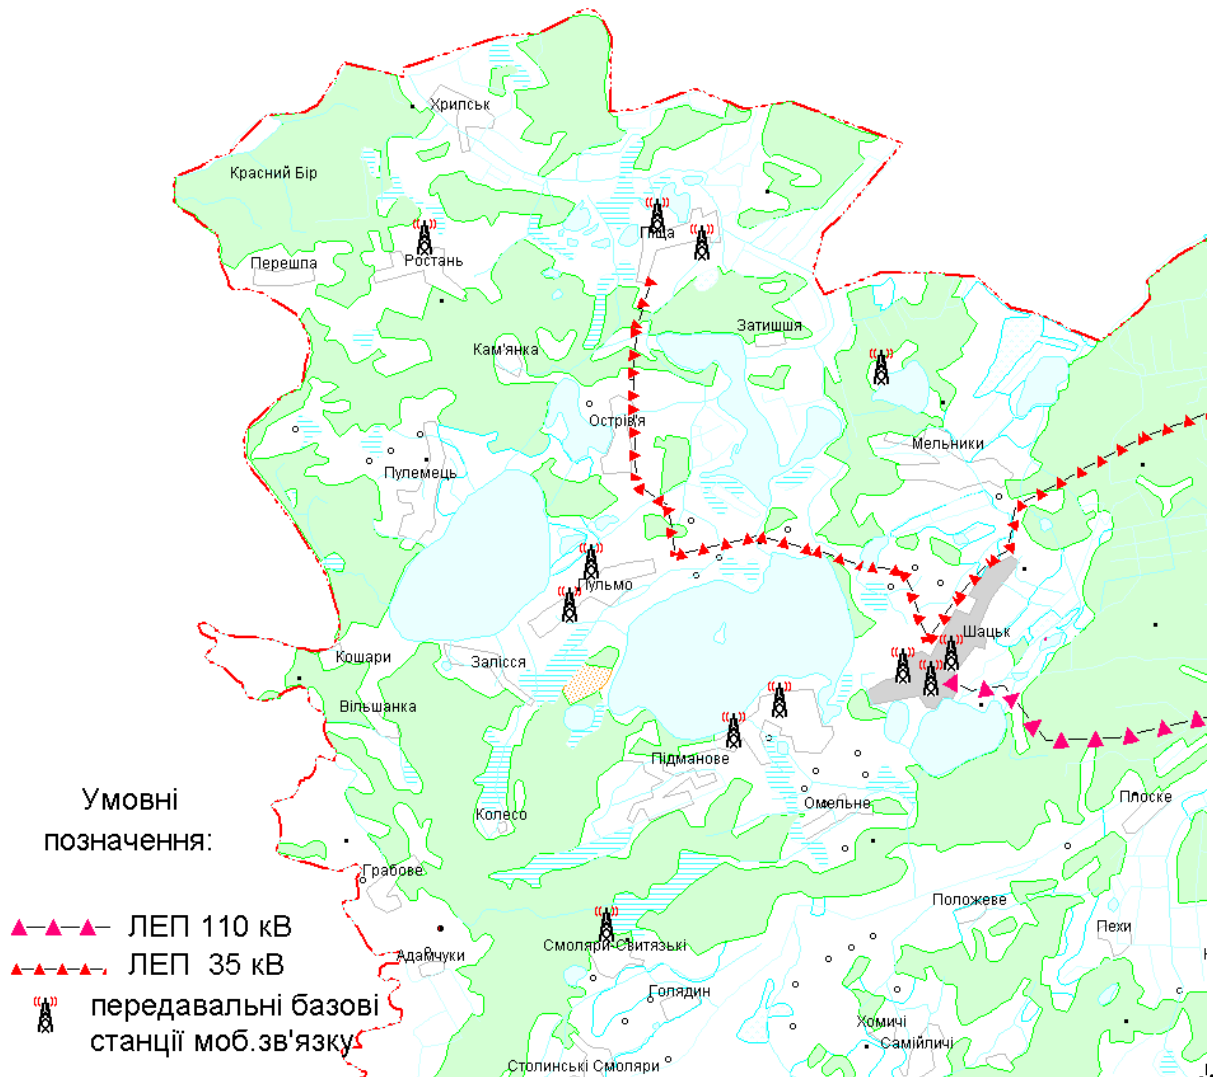 Хрипськ
Красний Бір
Піща
Перешпа
Ростань
Затишшя
Кам'янка
Острів'я
Мельники
Пулемець
Пульмо
Шацьк
Кошари
Залісся
Вільшанка
Підманове
Колесо
Омельне
Плоске
Грабове
Положеве
Пехи
Смоляри-Свитязькі
Адамчуки
Голядин
Хомичі
Самійличі
Столинські Смоляри
Умовні
позначення:
ЛЕП 110 кВ
ЛЕП 35 кВ
передавальні базові
станції моб.зв'язку